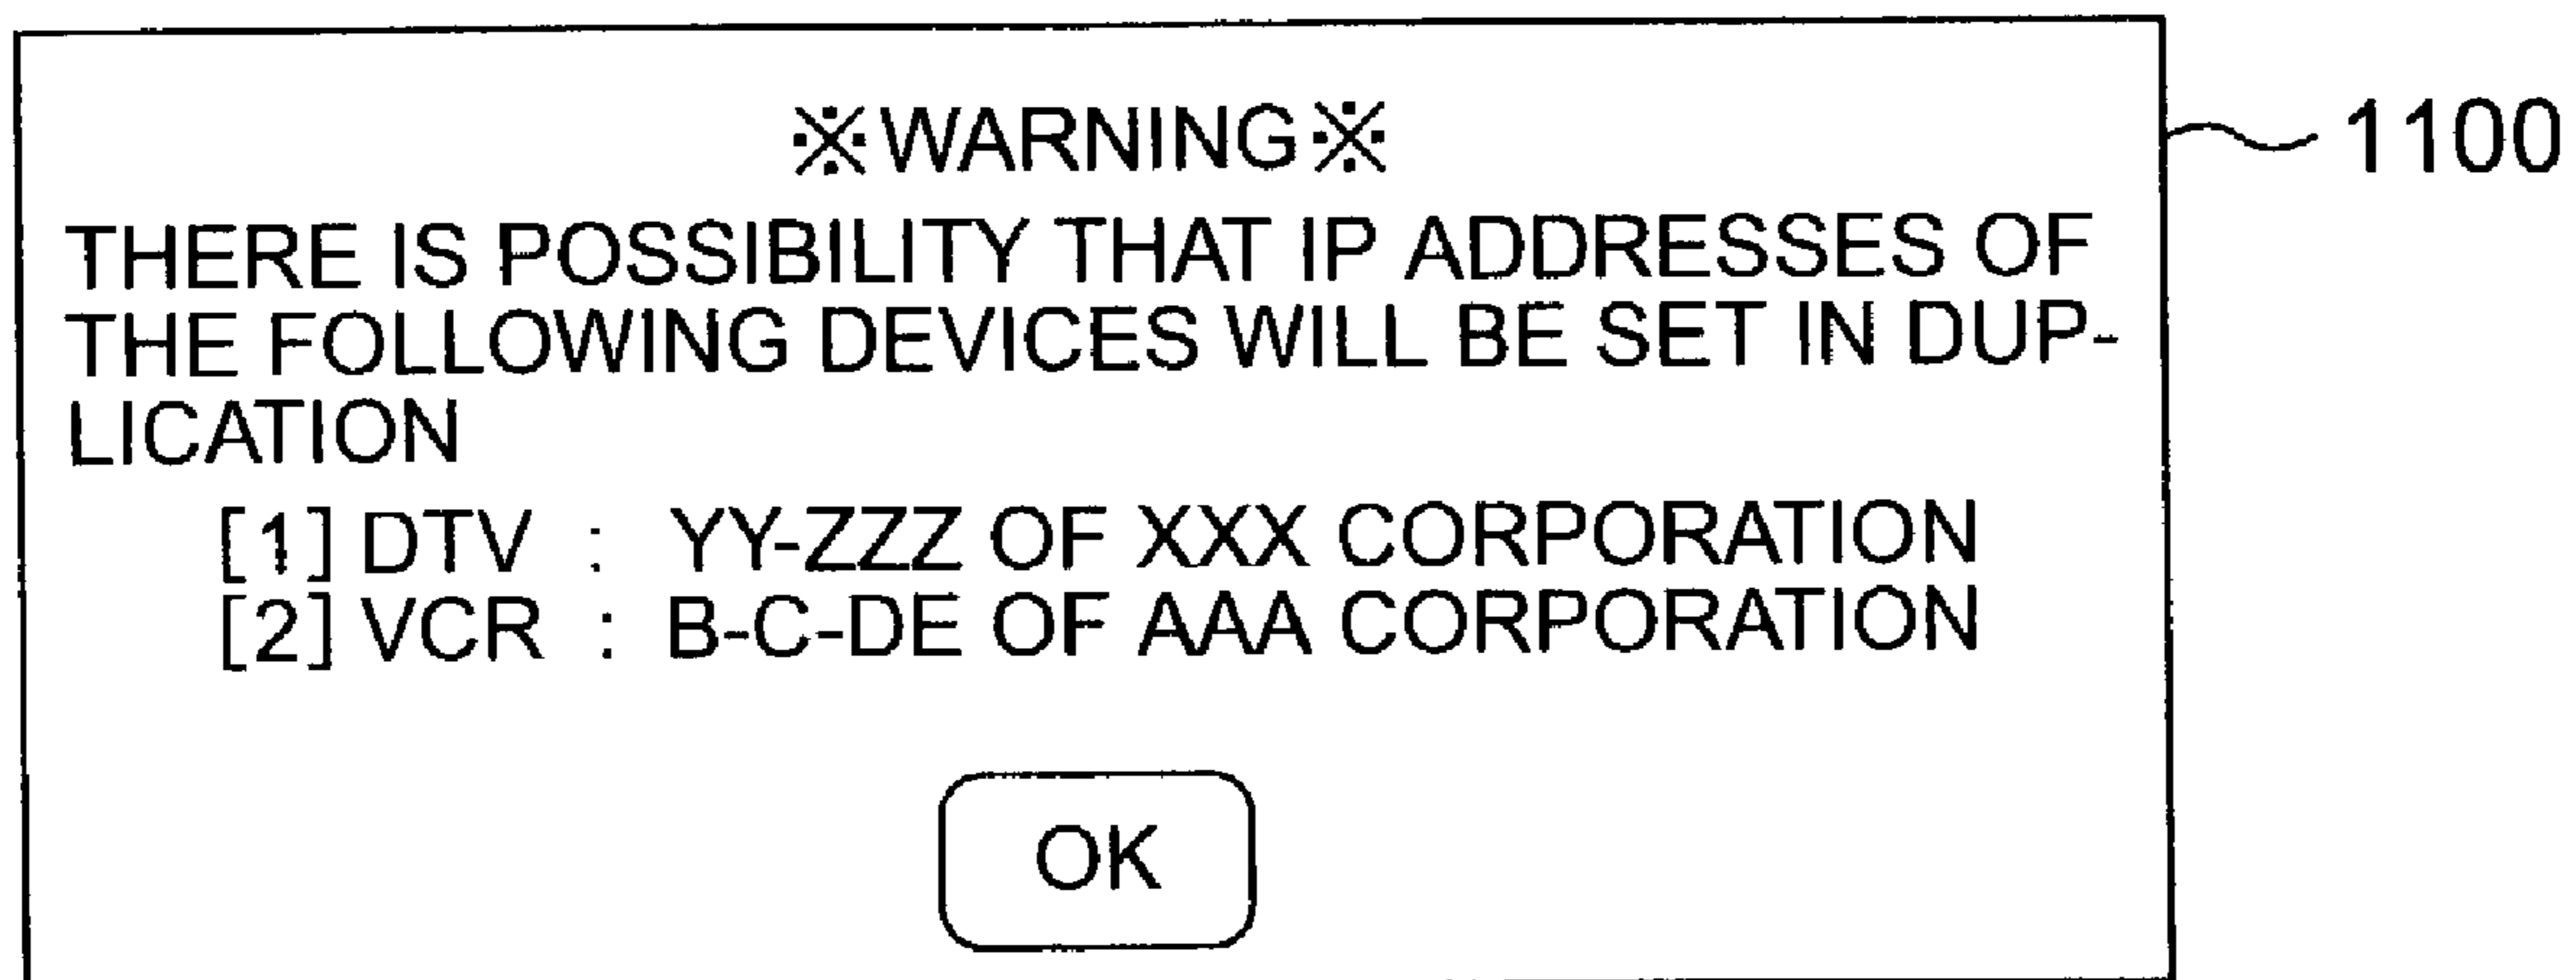 ※WARNING※ 1100
THERE IS POSSIBILITY THAT IP ADDRESSES OF
THE FOLLOWING DEVICES WILL BE SET IN DUP-
LICATION
[1] DTV : YY-ZZZ OF XXX CORPORATION
[2] VCR : B-C-DE OF AAA CORPORATION
OK